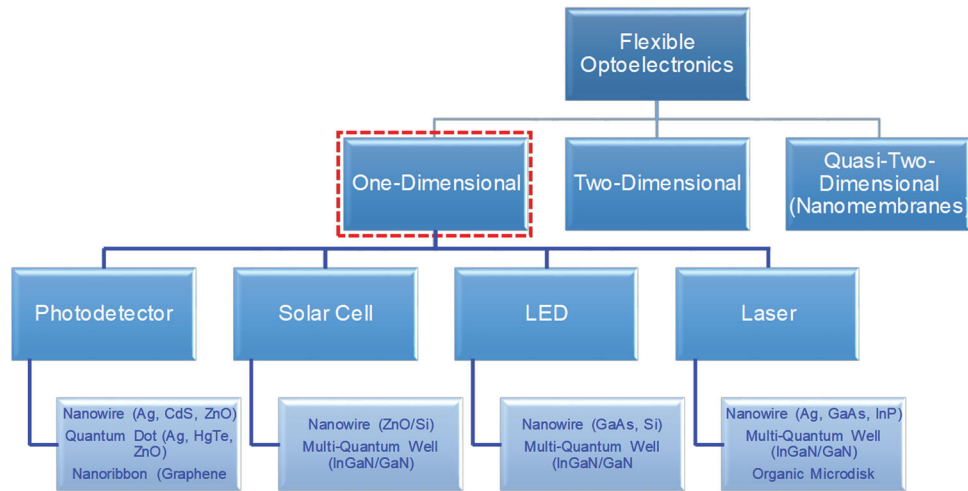 Flexible
Optoelectronics
One-Dimensional
Two-Dimensional
Quasi-Two-
Dimensional
(Nanomembranes)
Photodetector
Solar Cell
LED
Laser
Nanowire (Ag, CdS, ZnO)
Quantum Dot (Ag, HgTe,
ZnO)
Nanoribbon (Graphene
Nanowire (ZnO/Si)
Multi-Quantum Well
(InGaN/GaN)
Nanowire (GaAs, Si)
Multi-Quantum Well
(InGaN/GaN
Nanowire (Ag, GaAs, InP)
Multi-Quantum Well
(InGaN/GaN)
Organic Microdisk